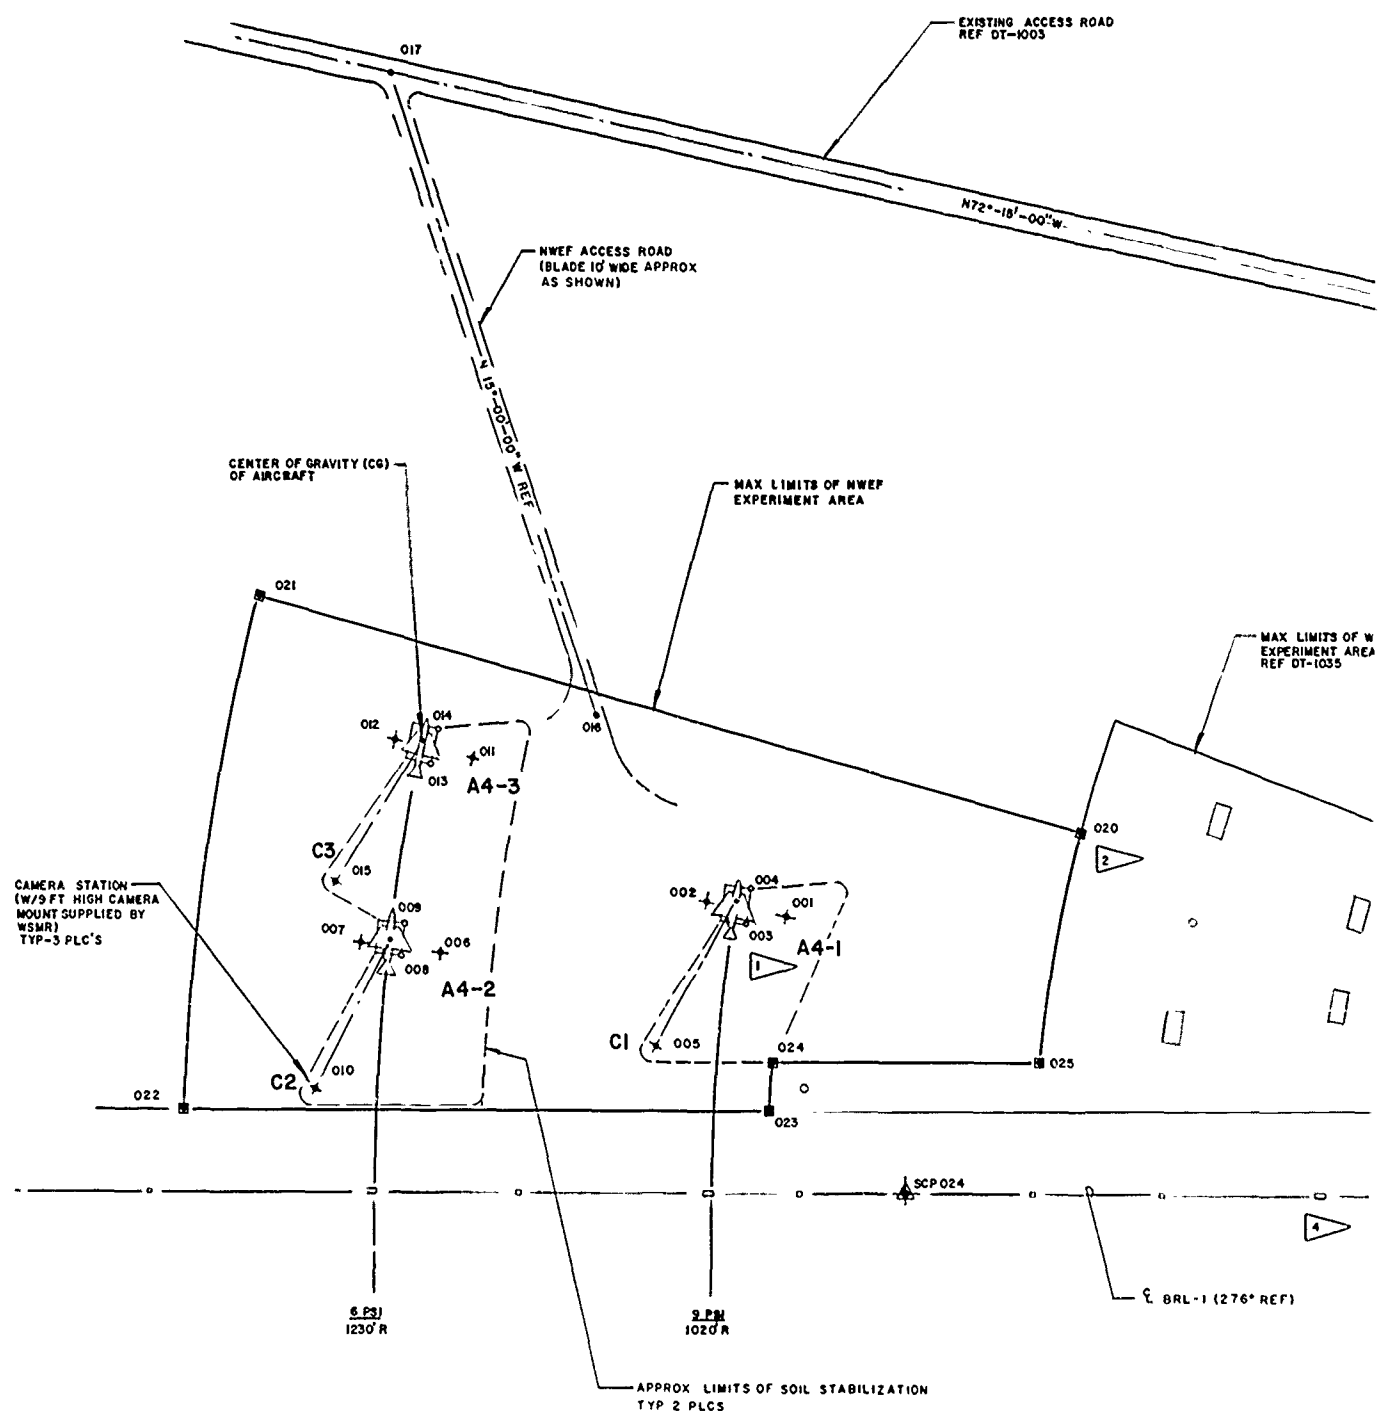 EXISTING ACCESS ROAD
REF DT-1003
017
N72°-15'-00"W
NWEF ACCESS ROAD
(BLADE 10' WIDE APPROX
AS SHOWN)
N 15°-00'-00" W REF
CENTER OF GRAVITY (CG)
OF AIRCRAFT
MAX LIMITS OF NWEF
EXPERIMENT AREA
021
MAX LIMITS OF W
EXPERIMENT AREA
REF DT-1035
012
014
016
011
013
A4-3
020
2
C3
015
CAMERA STATION
(W/9 FT HIGH CAMERA
MOUNT SUPPLIED BY
WSMR)
TYP-3 PLC'S
002
004
001
009
007
006
003
A4-1
008
1
A4-2
C1
005
024
025
C2
010
022
023
SCP 024
4
℄ BRL-1 (276° REF)
6 PSI
1230'R
9 PSI
1020'R
APPROX LIMITS OF SOIL STABILIZATION
TYP 2 PLCS